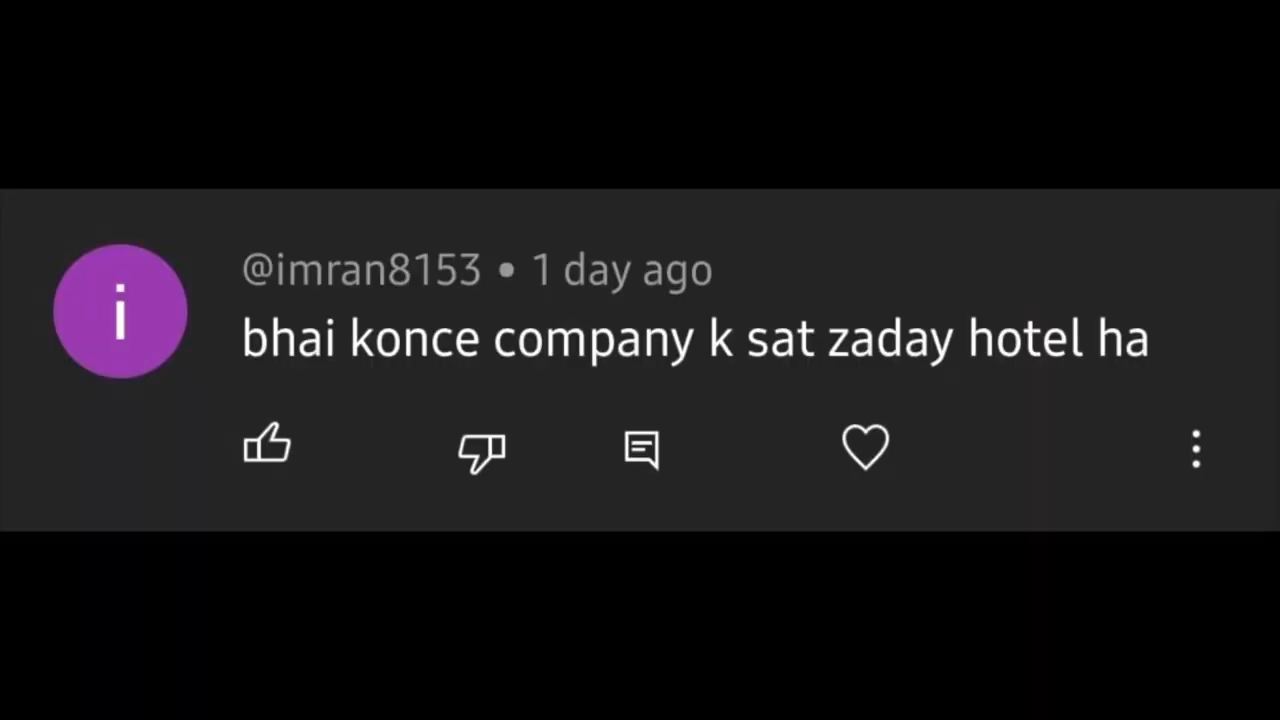 i
@imran8153 • 1 day ago
bhai konce company k sat zaday hotel ha